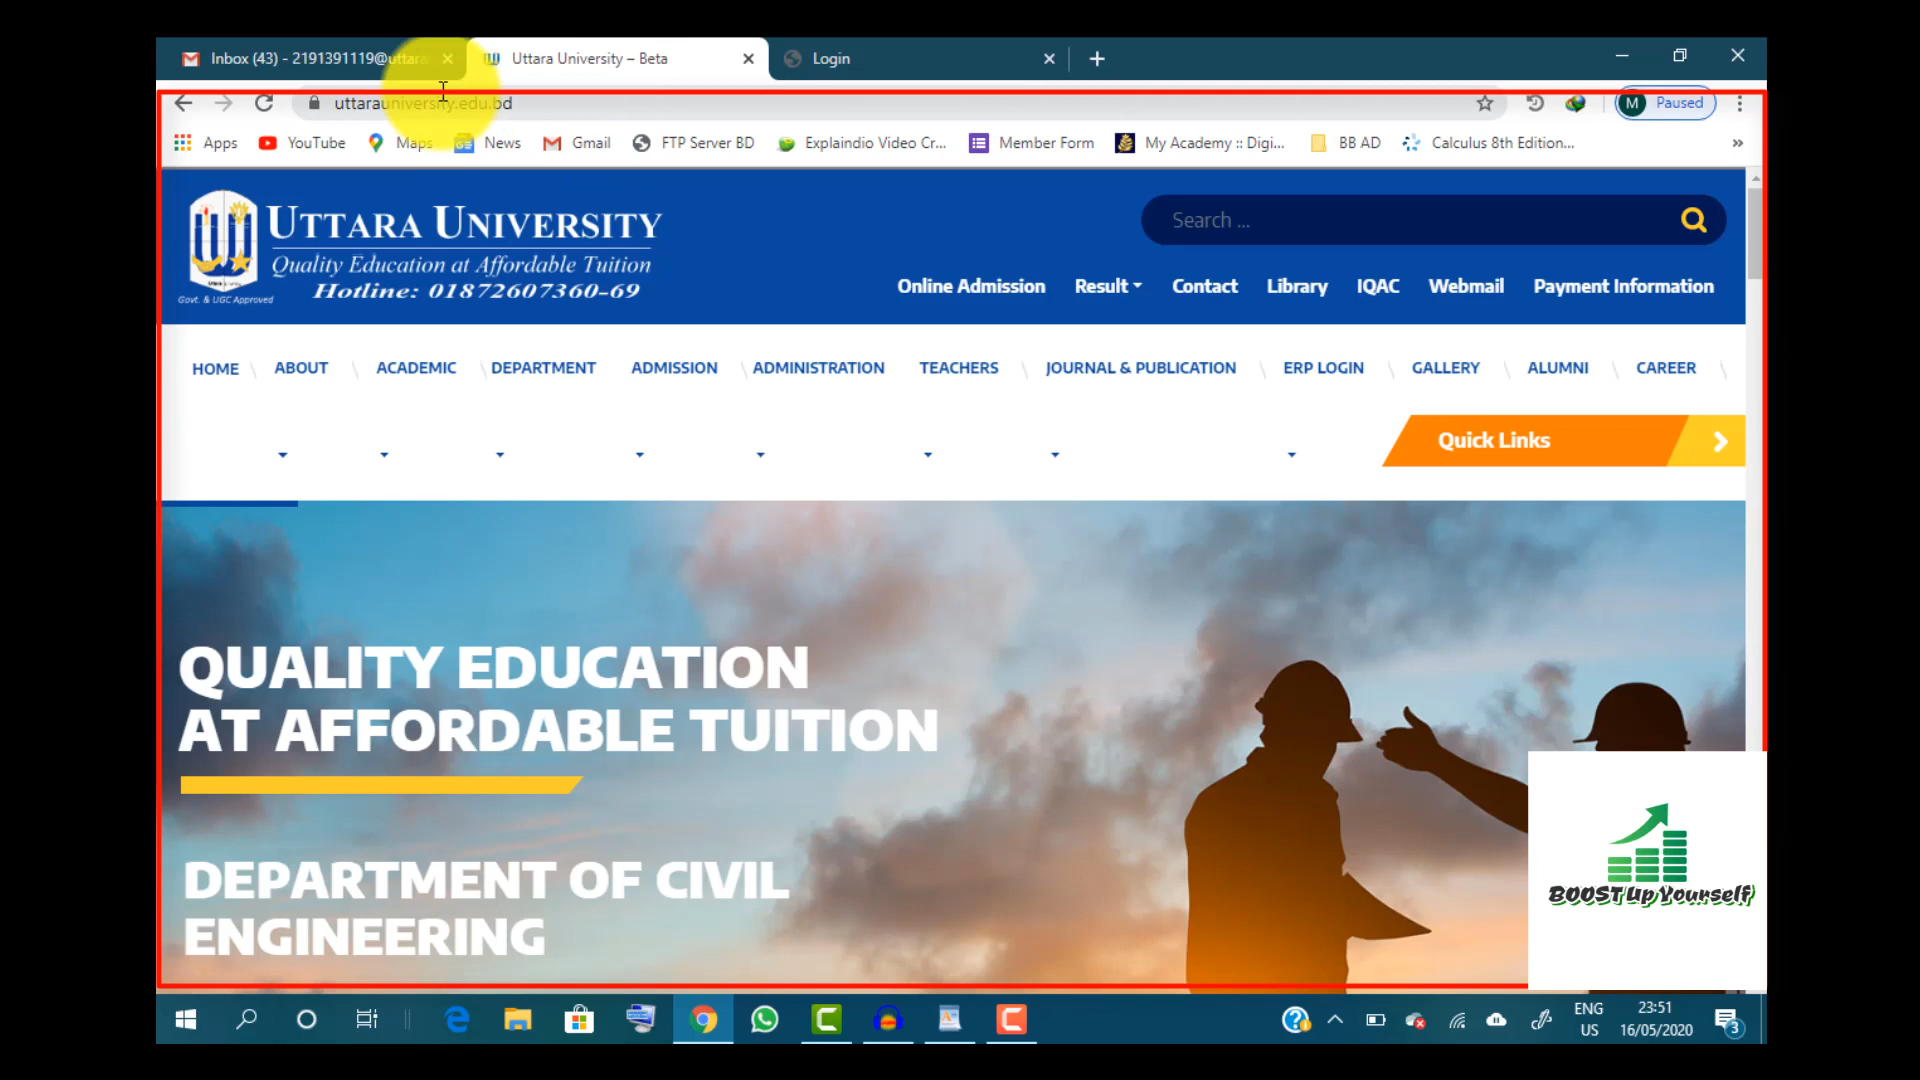 Inbox (43) - 2191391119@uttara
Uttara University – Beta
Login
uttarauniversity.edu.bd
M Paused
Apps YouTube Maps News Gmail FTP Server BD Explaindio Video Cr... Member Form My Academy :: Digi... BB AD Calculus 8th Edition... »
UTTARA UNIVERSITY
Quality Education at Affordable Tuition
Govt. & UGC Approved
Hotline: 01872607360-69
Search ...
Online Admission Result Contact Library IQAC Webmail Payment Information
HOME ABOUT ACADEMIC DEPARTMENT ADMISSION ADMINISTRATION TEACHERS JOURNAL & PUBLICATION ERP LOGIN GALLERY ALUMNI CAREER
Quick Links
QUALITY EDUCATION
AT AFFORDABLE TUITION
DEPARTMENT OF CIVIL
ENGINEERING
BOOST Up Yourself
ENG
US
23:51
16/05/2020
3